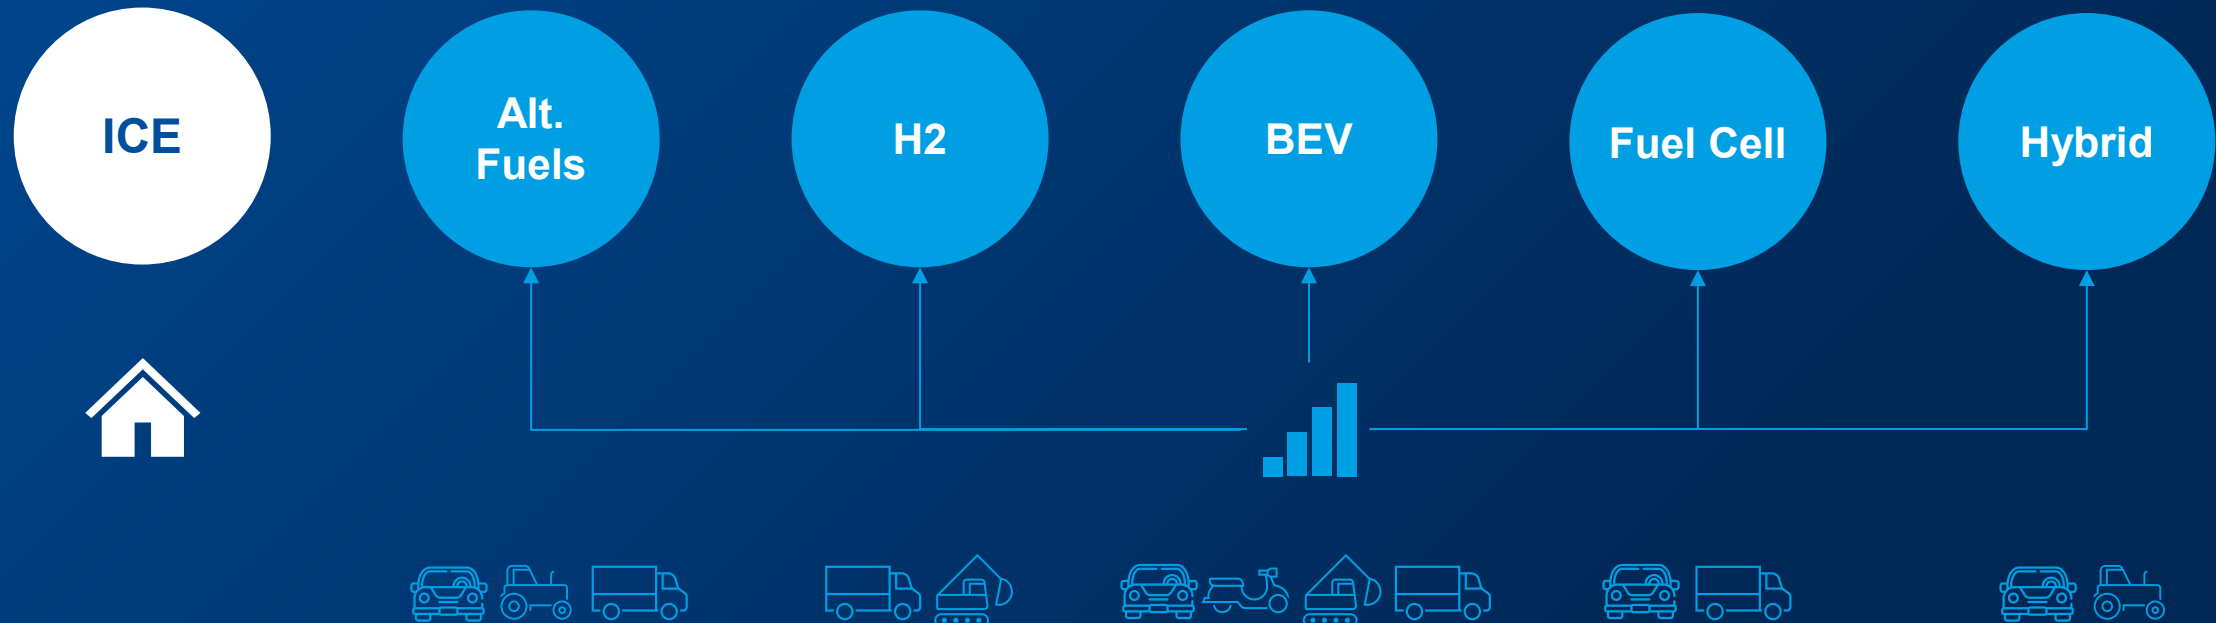 ICE
Alt.
Fuels
H2
BEV
Fuel Cell
Hybrid